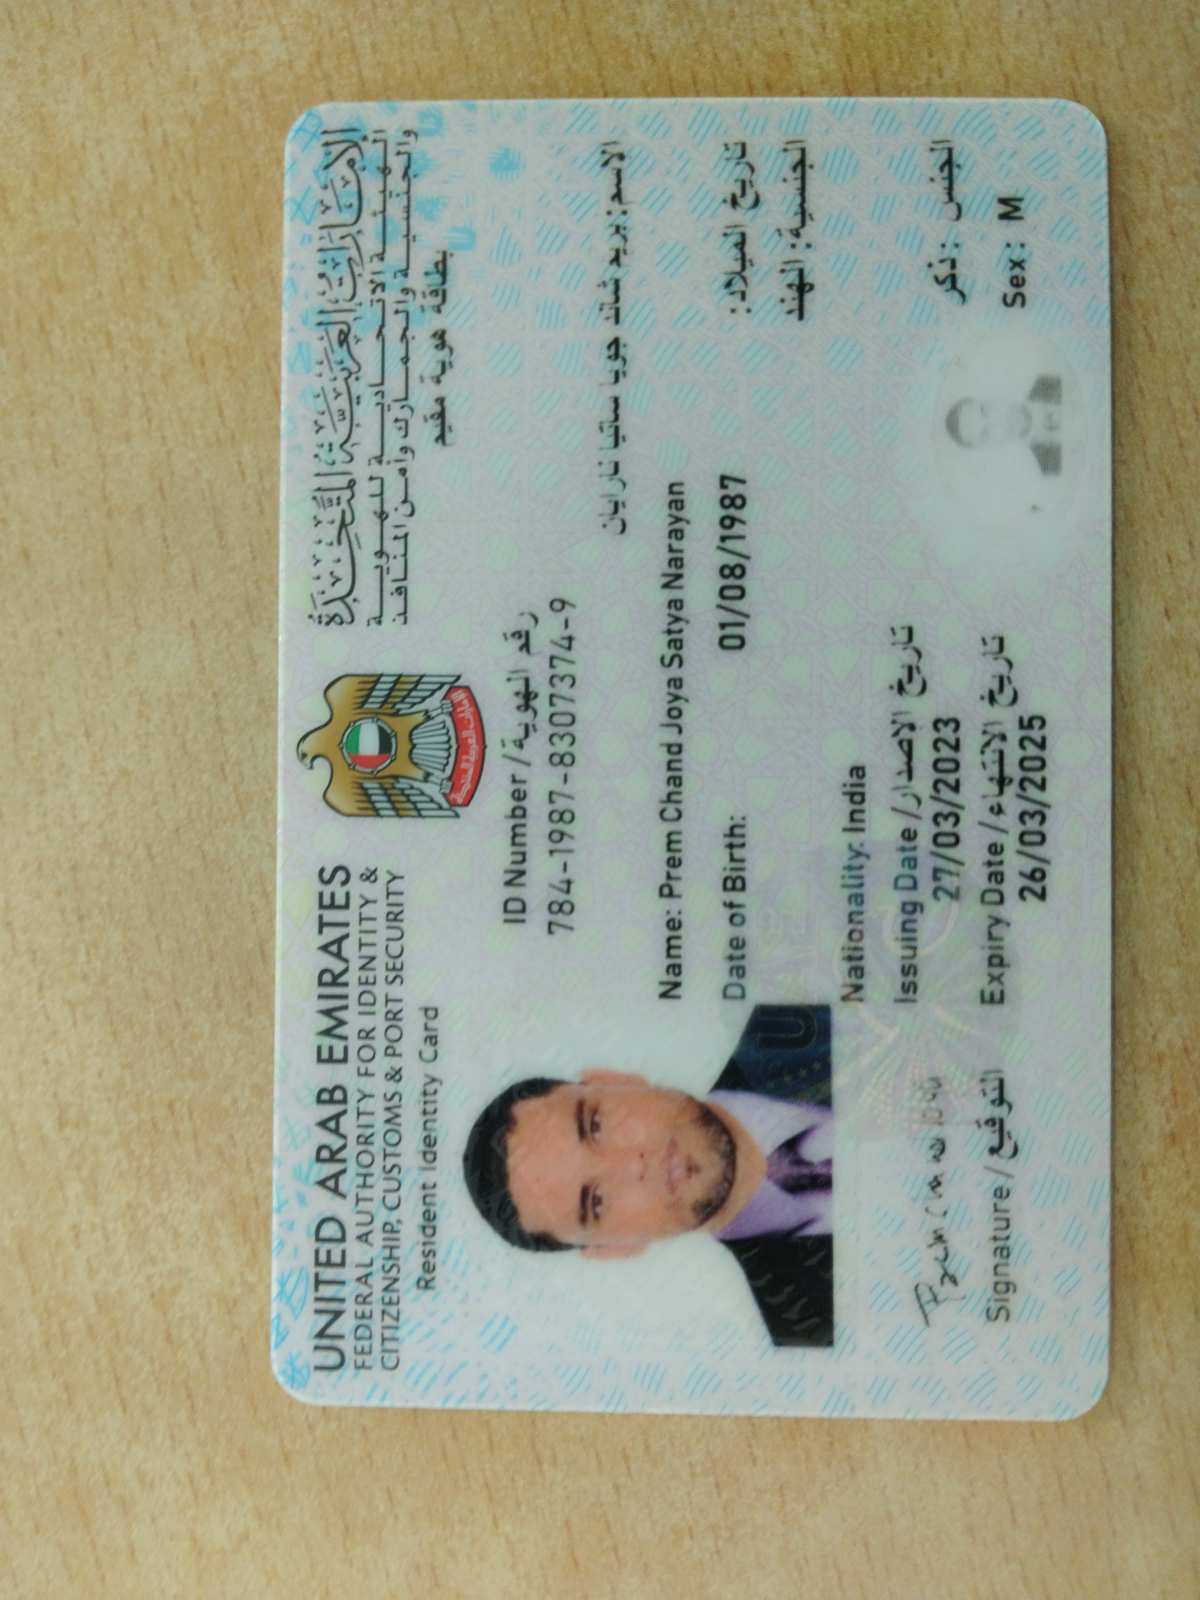 UNITED ARAB EMIRATES
FEDERAL AUTHORITY FOR IDENTITY &
CITIZENSHIP, CUSTOMS & PORT SECURITY
Resident Identity Card
الإمارات العربية المتحدة
الهيئة الاتحادية للهوية
والجنسية والجمارك وأمن المنافذ
بطاقة هوية مقيم
ID Number / رقم الهوية
784-1987-8307374-9
الاسم: بريم شاند جويا ساتيا نارايان
Name: Prem Chand Joya Satya Narayan
Date of Birth: 01/08/1987 تاريخ الميلاد:
Nationality: India الجنسية: الهند
Issuing Date / تاريخ الاصدار
27/03/2023
Expiry Date / تاريخ الانتهاء
26/03/2025
الجنس: ذكر
Sex: M
Signature / التوقيع